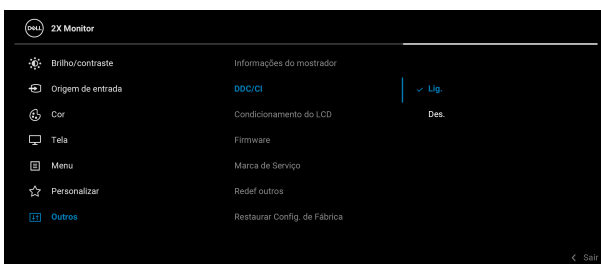 DELL 2X Monitor
Brilho/contraste Informações do mostrador
Origem de entrada DDC/CI Lig.
Cor Condicionamento do LCD Des.
Tela Firmware
Menu Marca de Serviço
Personalizar Redef outros
Outros Restaurar Config. de Fábrica
Sair